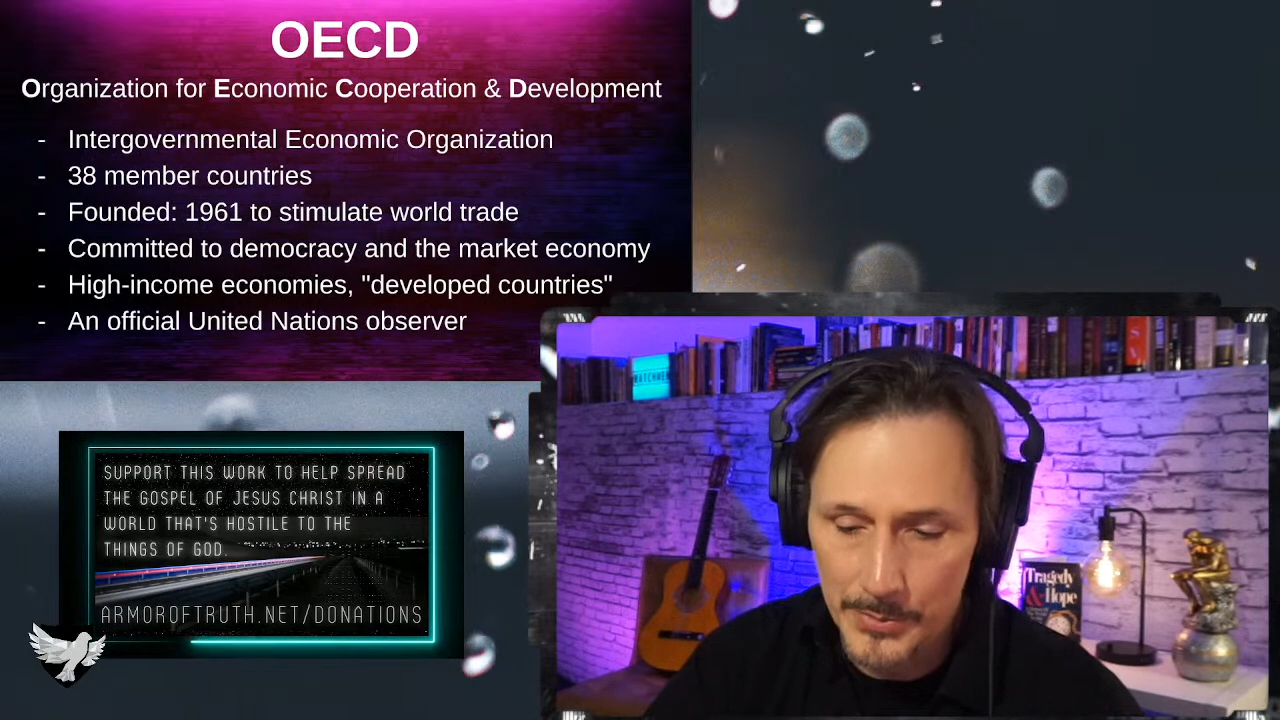 OECD
Organization for Economic Cooperation & Development
- Intergovernmental Economic Organization
- 38 member countries
- Founded: 1961 to stimulate world trade
- Committed to democracy and the market economy
- High-income economies, "developed countries"
- An official United Nations observer
SUPPORT THIS WORK TO HELP SPREAD
THE GOSPEL OF JESUS CHRIST IN A
WORLD THAT'S HOSTILE TO THE
THINGS OF GOD.
ARMOROFTRUTH.NET/DONATIONS
Tragedy
& Hope